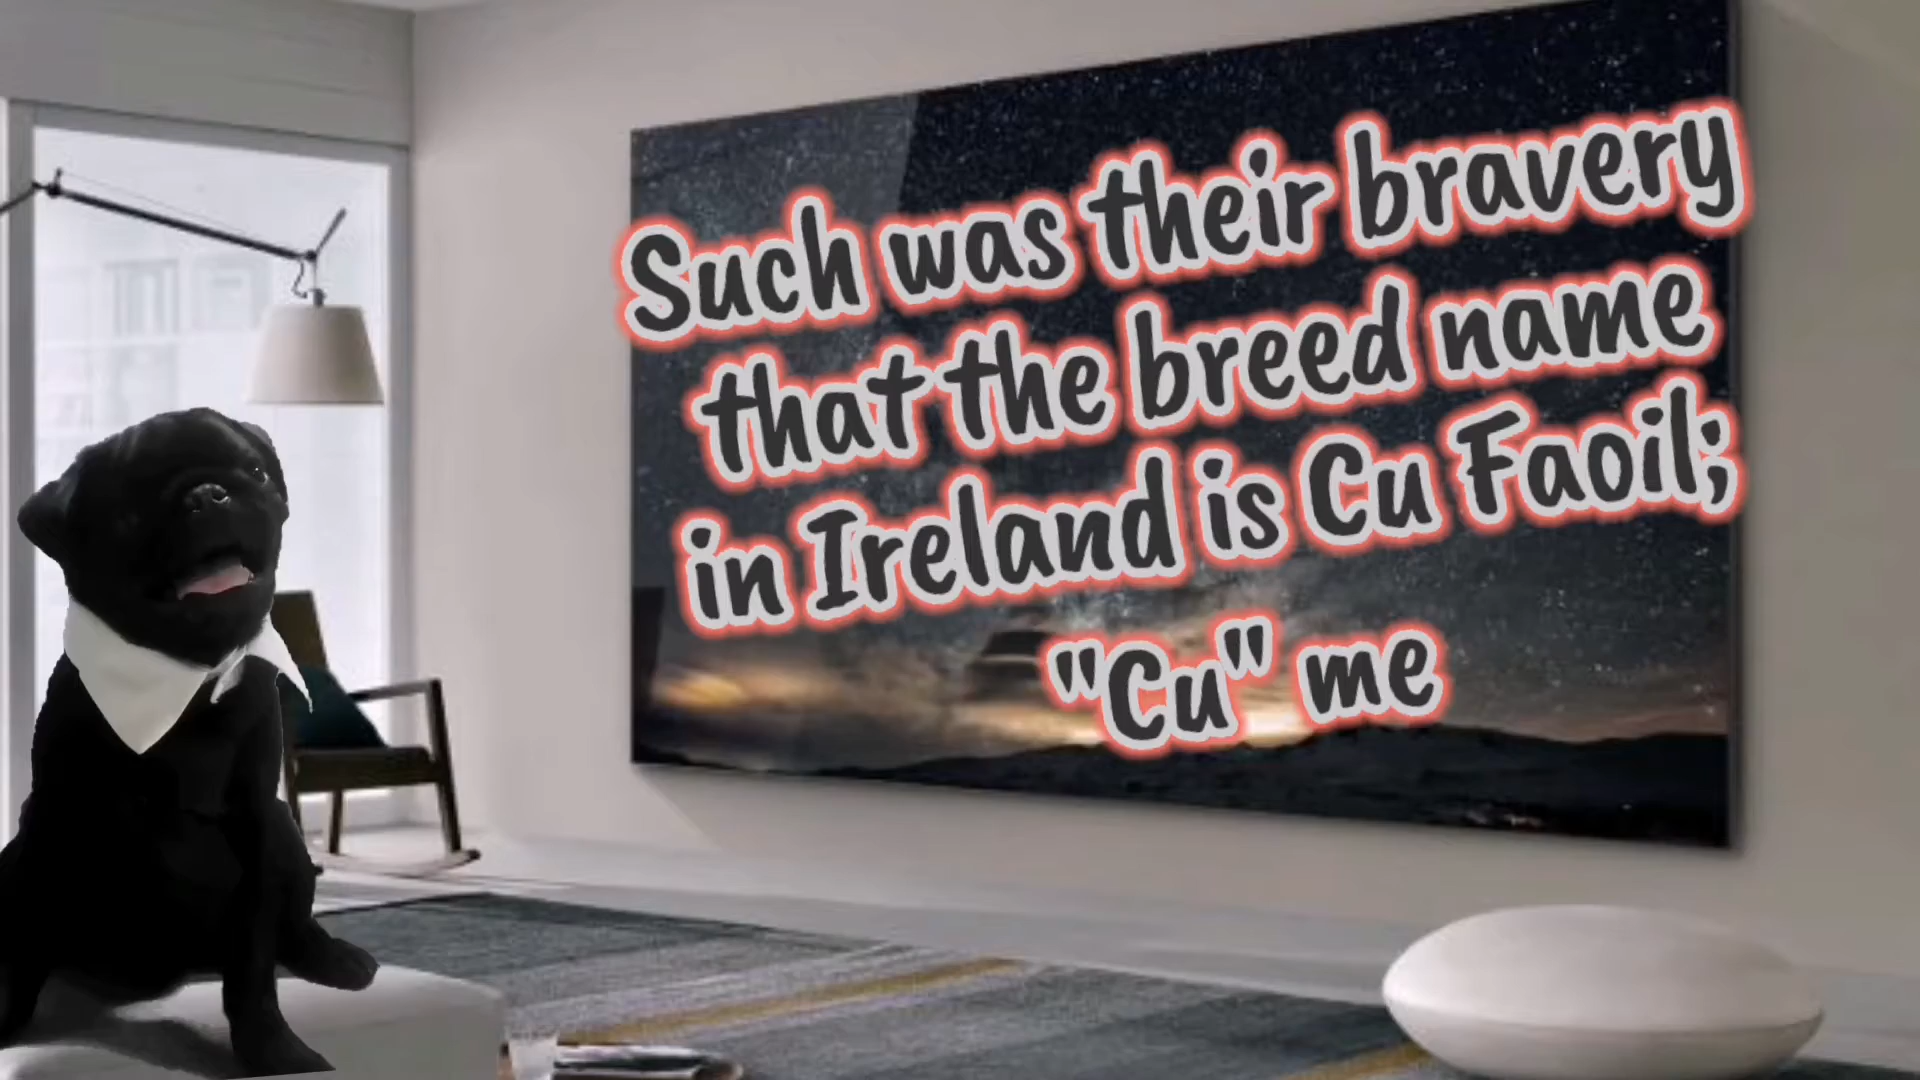 Such was their bravery
that the breed name
in Ireland is Cu Faoil;
"Cu" me